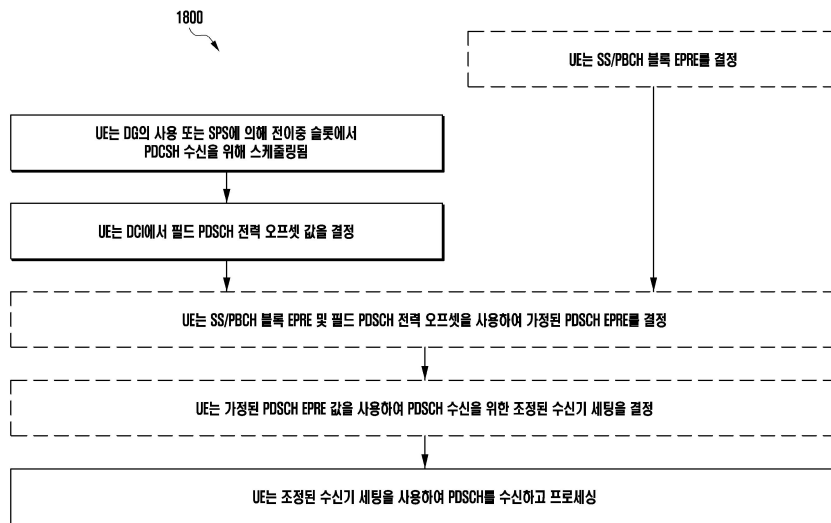 1800
UE는 SS/PBCH 블록 EPRE를 결정
UE는 DG의 사용 또는 SPS에 의해 전이중 슬롯에서
PDCSH 수신을 위해 스케줄링됨
UE는 DCI에서 필드 PDSCH 전력 오프셋 값을 결정
UE는 SS/PBCH 블록 EPRE 및 필드 PDSCH 전력 오프셋을 사용하여 가정된 PDSCH EPRE를 결정
UE는 가정된 PDSCH EPRE 값을 사용하여 PDSCH 수신을 위한 조정된 수신기 세팅을 결정
UE는 조정된 수신기 세팅을 사용하여 PDSCH를 수신하고 프로세싱